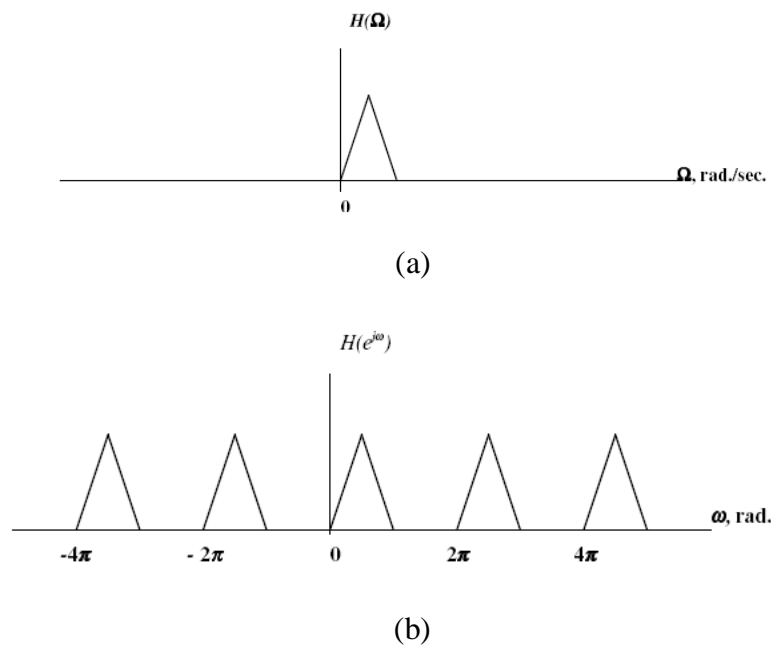 H(Ω)
Ω, rad./sec.
0
(a)
H(e^{jω})
ω, rad.
-4π
- 2π
0
2π
4π
(b)